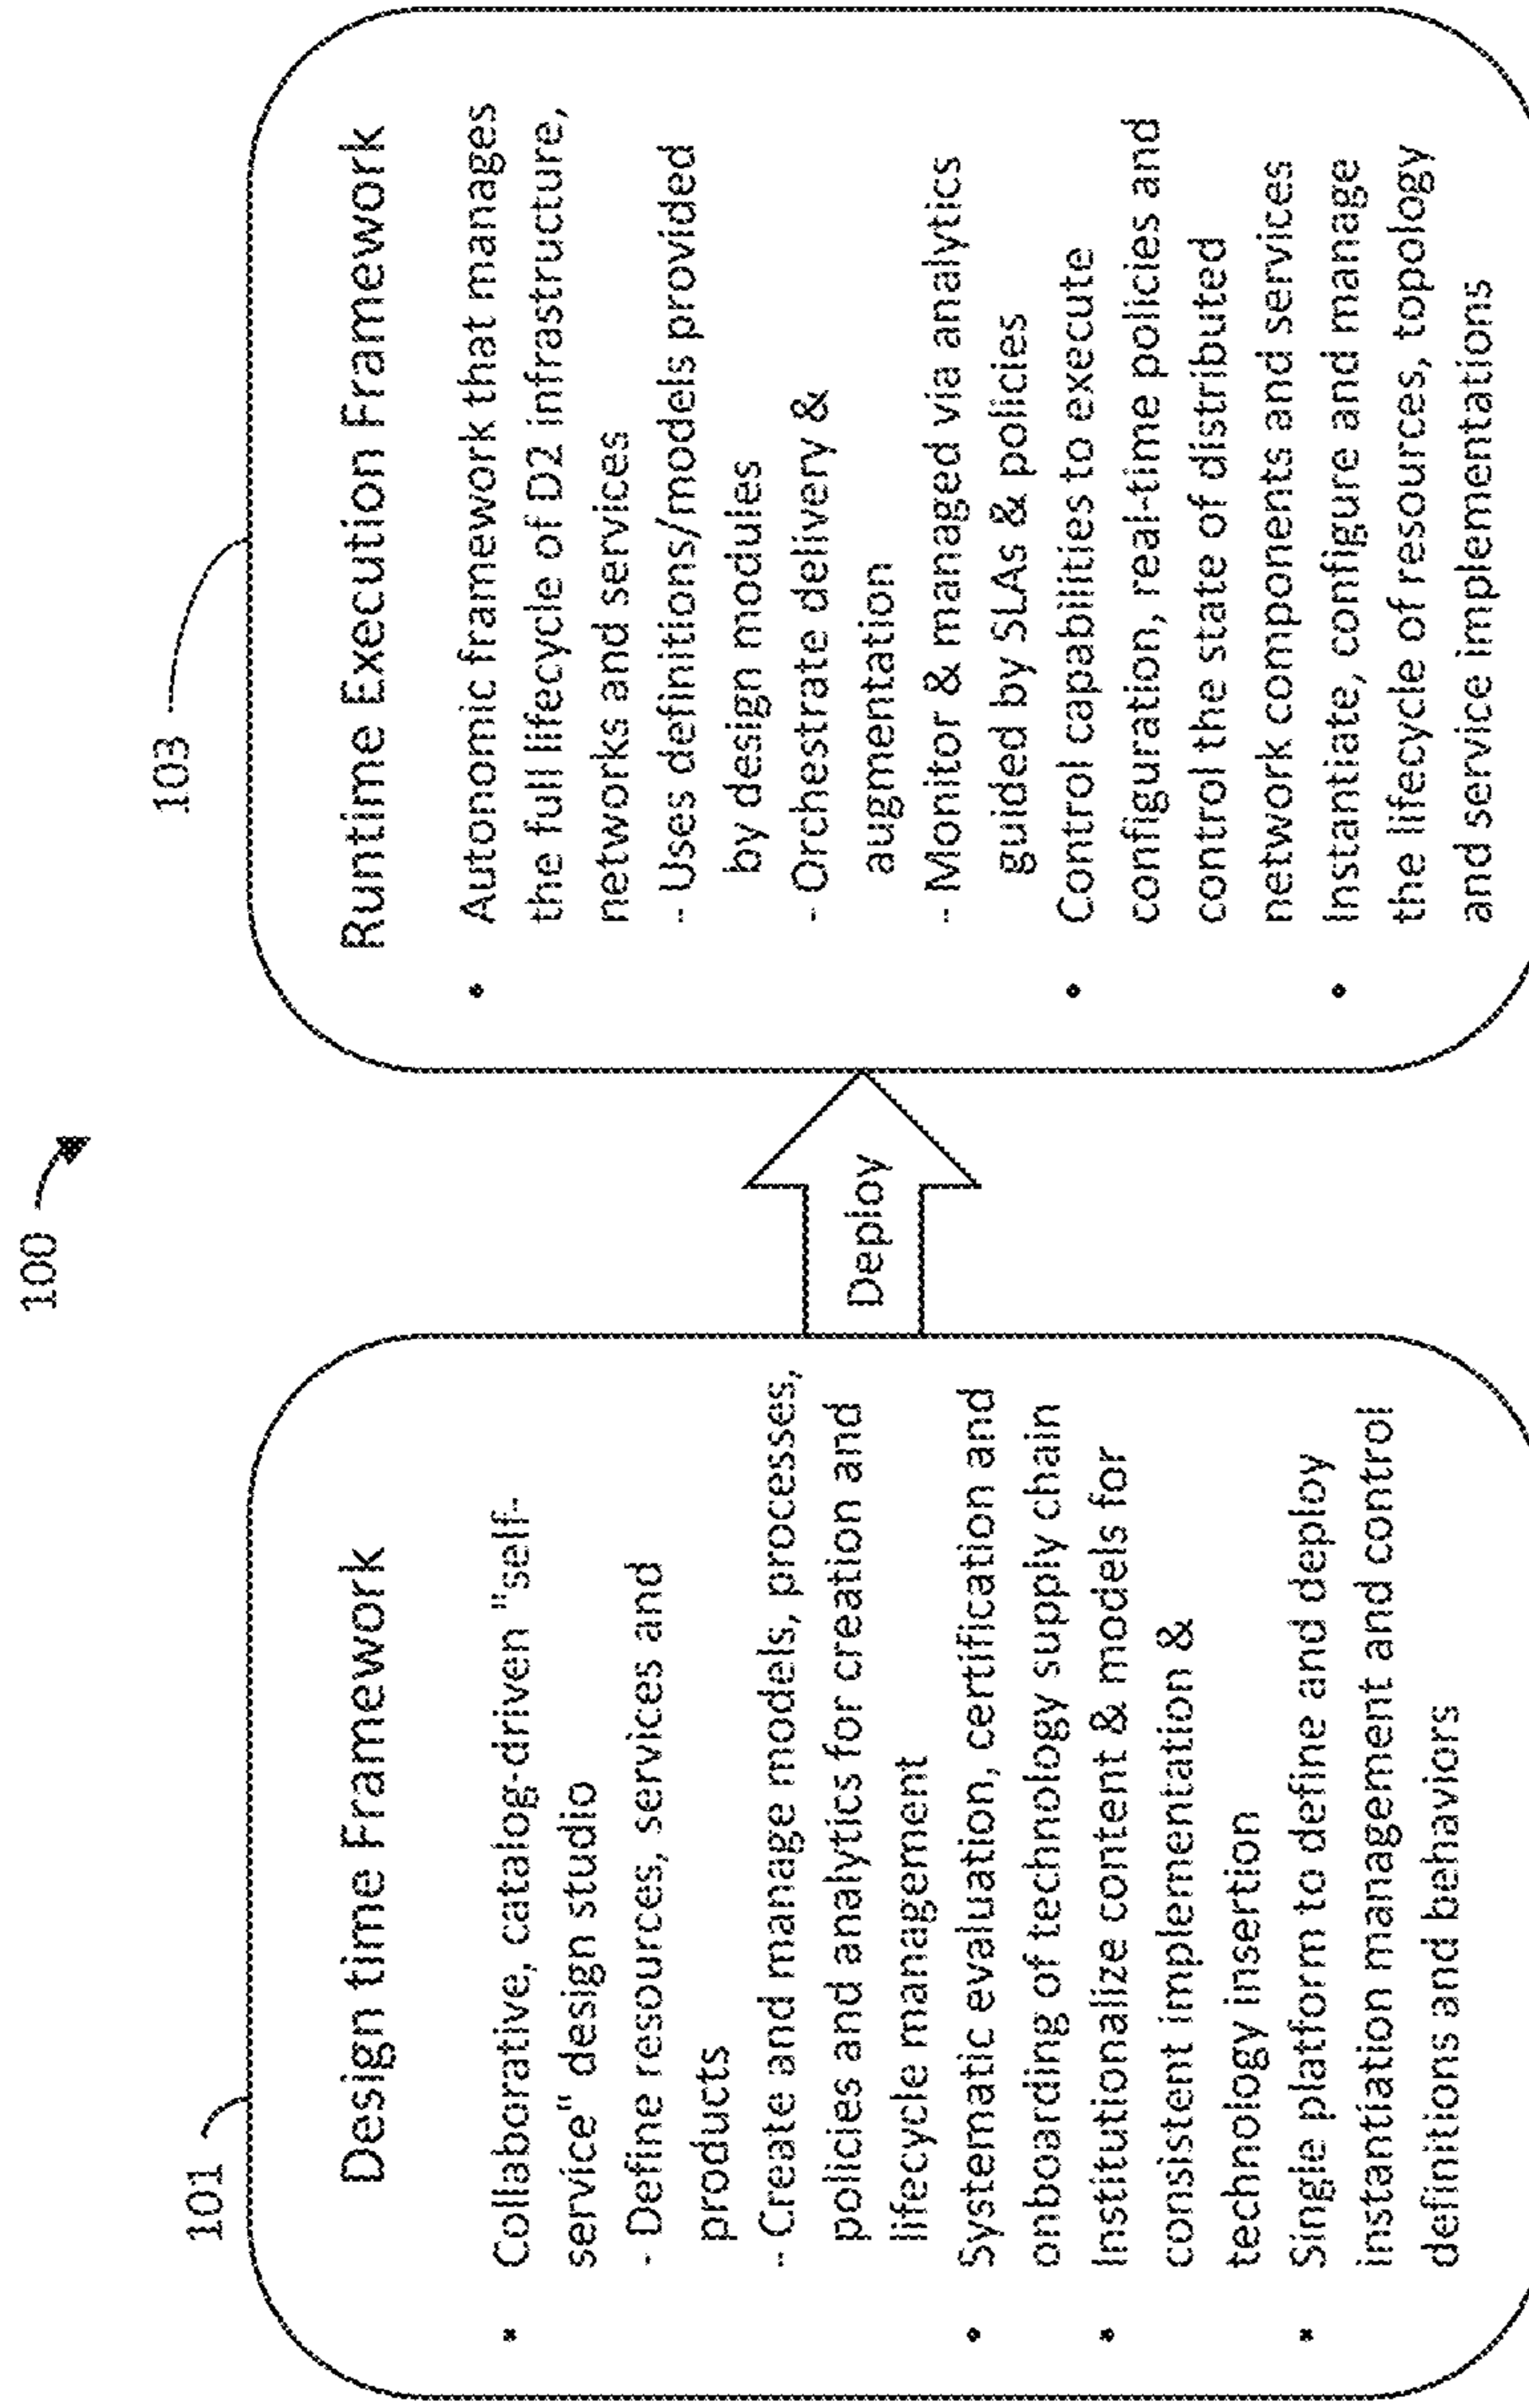 100
101
Design time Framework
• Collaborative, catalog-driven "self-
service" design studio
- Define resources, services and
products
- Create and manage models, processes,
policies and analytics for creation and
lifecycle management
• Systematic evaluation, certification and
onboarding of technology supply chain
• Institutionalize content & models for
consistent implementation &
technology insertion
• Single platform to define and deploy
instantiation management and control
definitions and behaviors
Deploy
103
Runtime Execution Framework
• Autonomic framework that manages
the full lifecycle of D2 infrastructure,
networks and services
- Uses definitions/models provided
by design modules
- Orchestrate delivery &
augmentation
- Monitor & managed via analytics
guided by SLAs & policies
• Control capabilities to execute
configuration, real-time policies and
control the state of distributed
network components and services
• Instantiate, configure and manage
the lifecycle of resources, topology
and service implementations